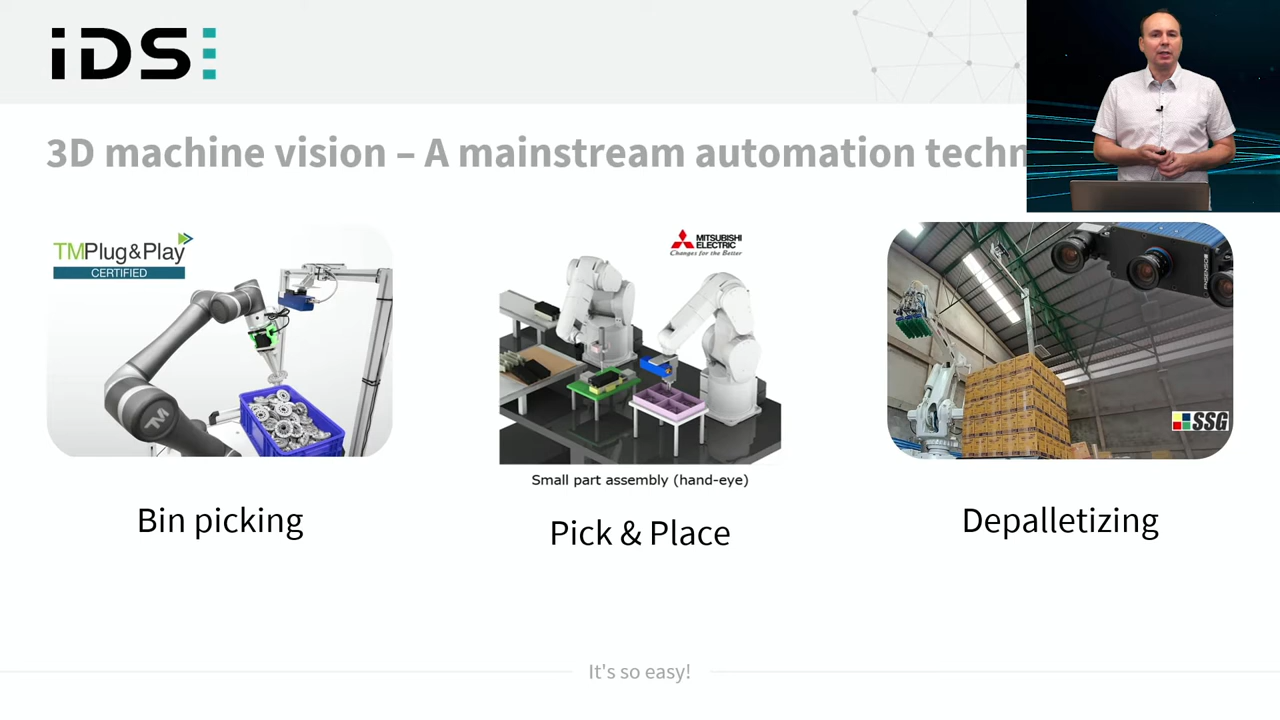 iDS
3D machine vision – A mainstream automation techn
TMPlug&Play
CERTIFIED
MITSUBISHI
ELECTRIC
Changes for the Better
TM
SSG
Small part assembly (hand-eye)
Bin picking
Pick & Place
Depalletizing
It's so easy!